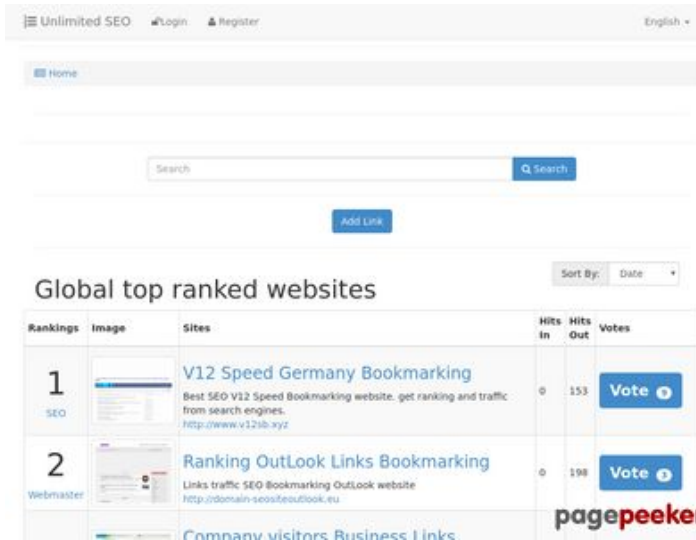 Unlimited SEO Login Register English
Home
Search Search
Add Link
Sort By: Date
Global top ranked websites
Rankings Image Sites Hits In Hits Out Votes
1
SEO
V12 Speed Germany Bookmarking
Best SEO V12 Speed Bookmarking website. get ranking and traffic
from search engines.
http://www.v12sb.xyz
0 153 Vote 9
2
Webmaster
Ranking OutLook Links Bookmarking
Links traffic SEO Bookmarking OutLook website
http://domain-seositeoutlook.eu
0 198 Vote 3
Company visitors Business Links
pagepeeker